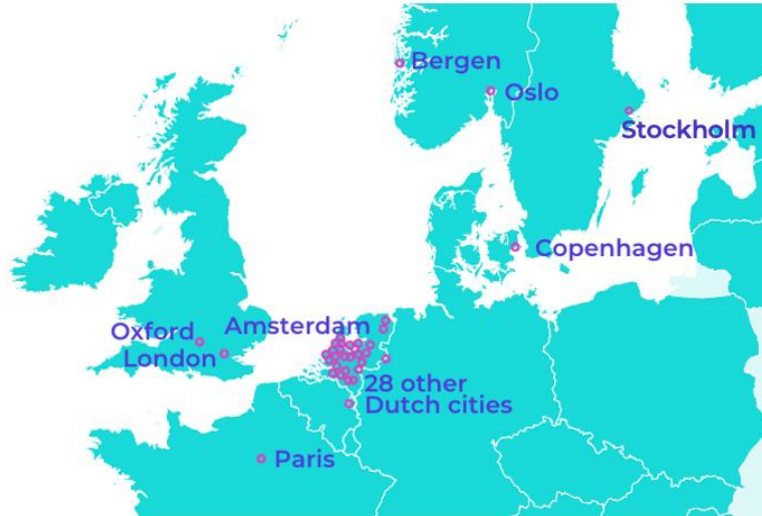 Bergen
Oslo
Stockholm
Copenhagen
Oxford
Amsterdam
London
28 other
Dutch cities
Paris